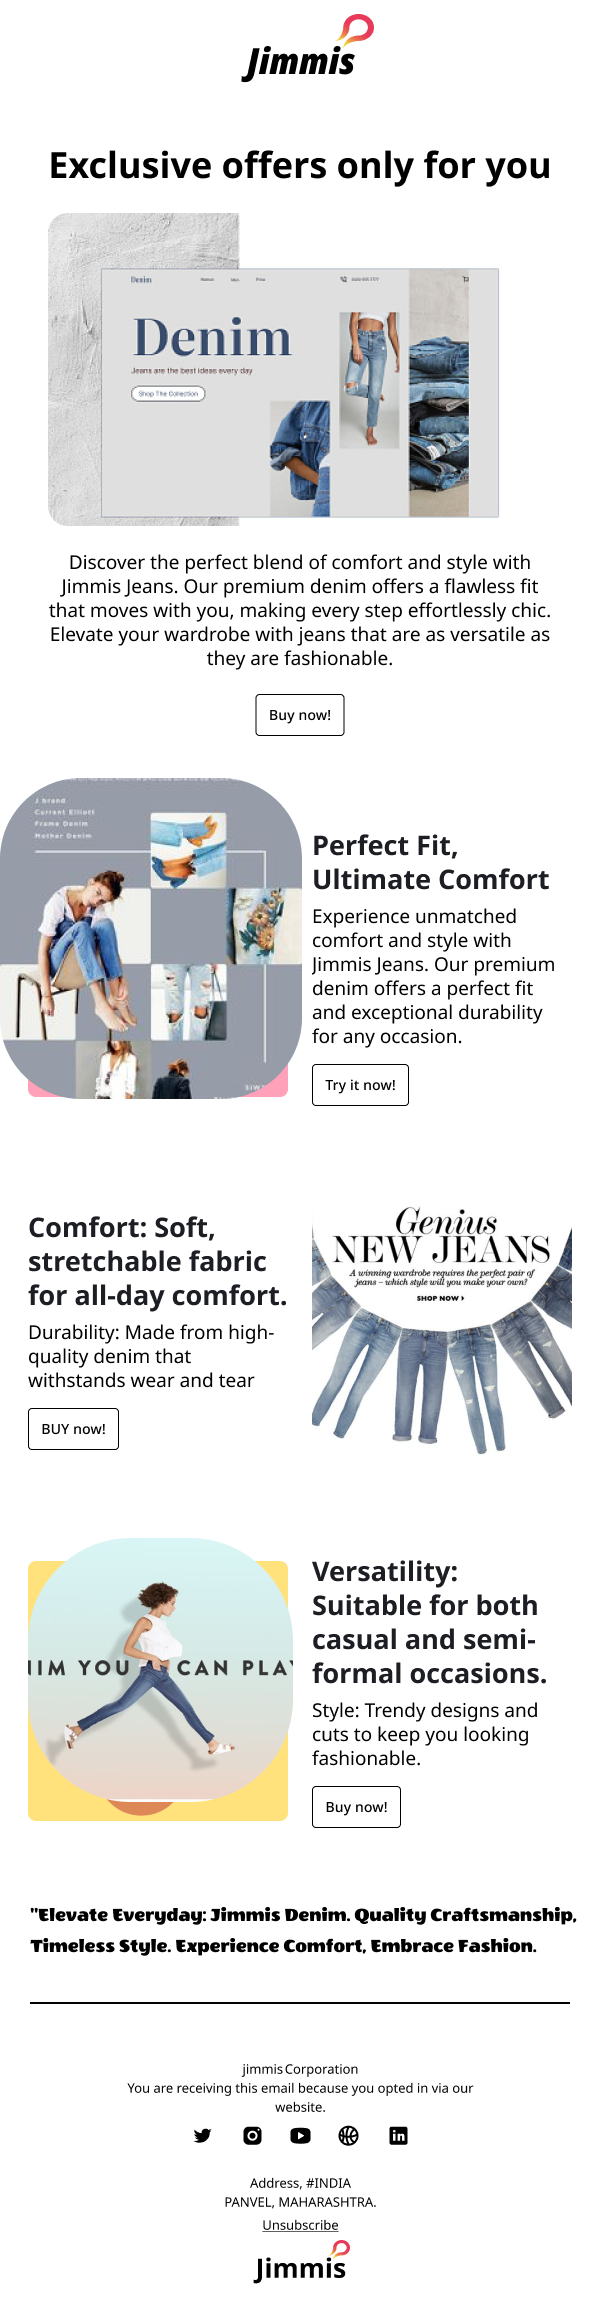 Jimmis
Exclusive offers only for you
Denim
Women
Men
Price
Denim
Jeans are the best ideas every day
Shop The Collection
Discover the perfect blend of comfort and style with
Jimmis Jeans. Our premium denim offers a flawless fit
that moves with you, making every step effortlessly chic.
Elevate your wardrobe with jeans that are as versatile as
they are fashionable.
Buy now!
J brand
Current Elliott
Frame Denim
Mother Denim
Perfect Fit,
Ultimate Comfort
Experience unmatched
comfort and style with
Jimmis Jeans. Our premium
denim offers a perfect fit
and exceptional durability
for any occasion.
Try it now!
Comfort: Soft,
stretchable fabric
for all-day comfort.
Durability: Made from high-
quality denim that
withstands wear and tear
BUY now!
Genius
NEW JEANS
A winning wardrobe requires the perfect pair of
jeans – which style will you make your own?
SHOP NOW
NIM YOU CAN PLAY
Versatility:
Suitable for both
casual and semi-
formal occasions.
Style: Trendy designs and
cuts to keep you looking
fashionable.
Buy now!
"Elevate Everyday: Jimmis Denim. Quality Craftsmanship,
Timeless Style. Experience Comfort, Embrace Fashion.
jimmis Corporation
You are receiving this email because you opted in via our
website.
Address, #INDIA
PANVEL, MAHARASHTRA.
Unsubscribe
Jimmis